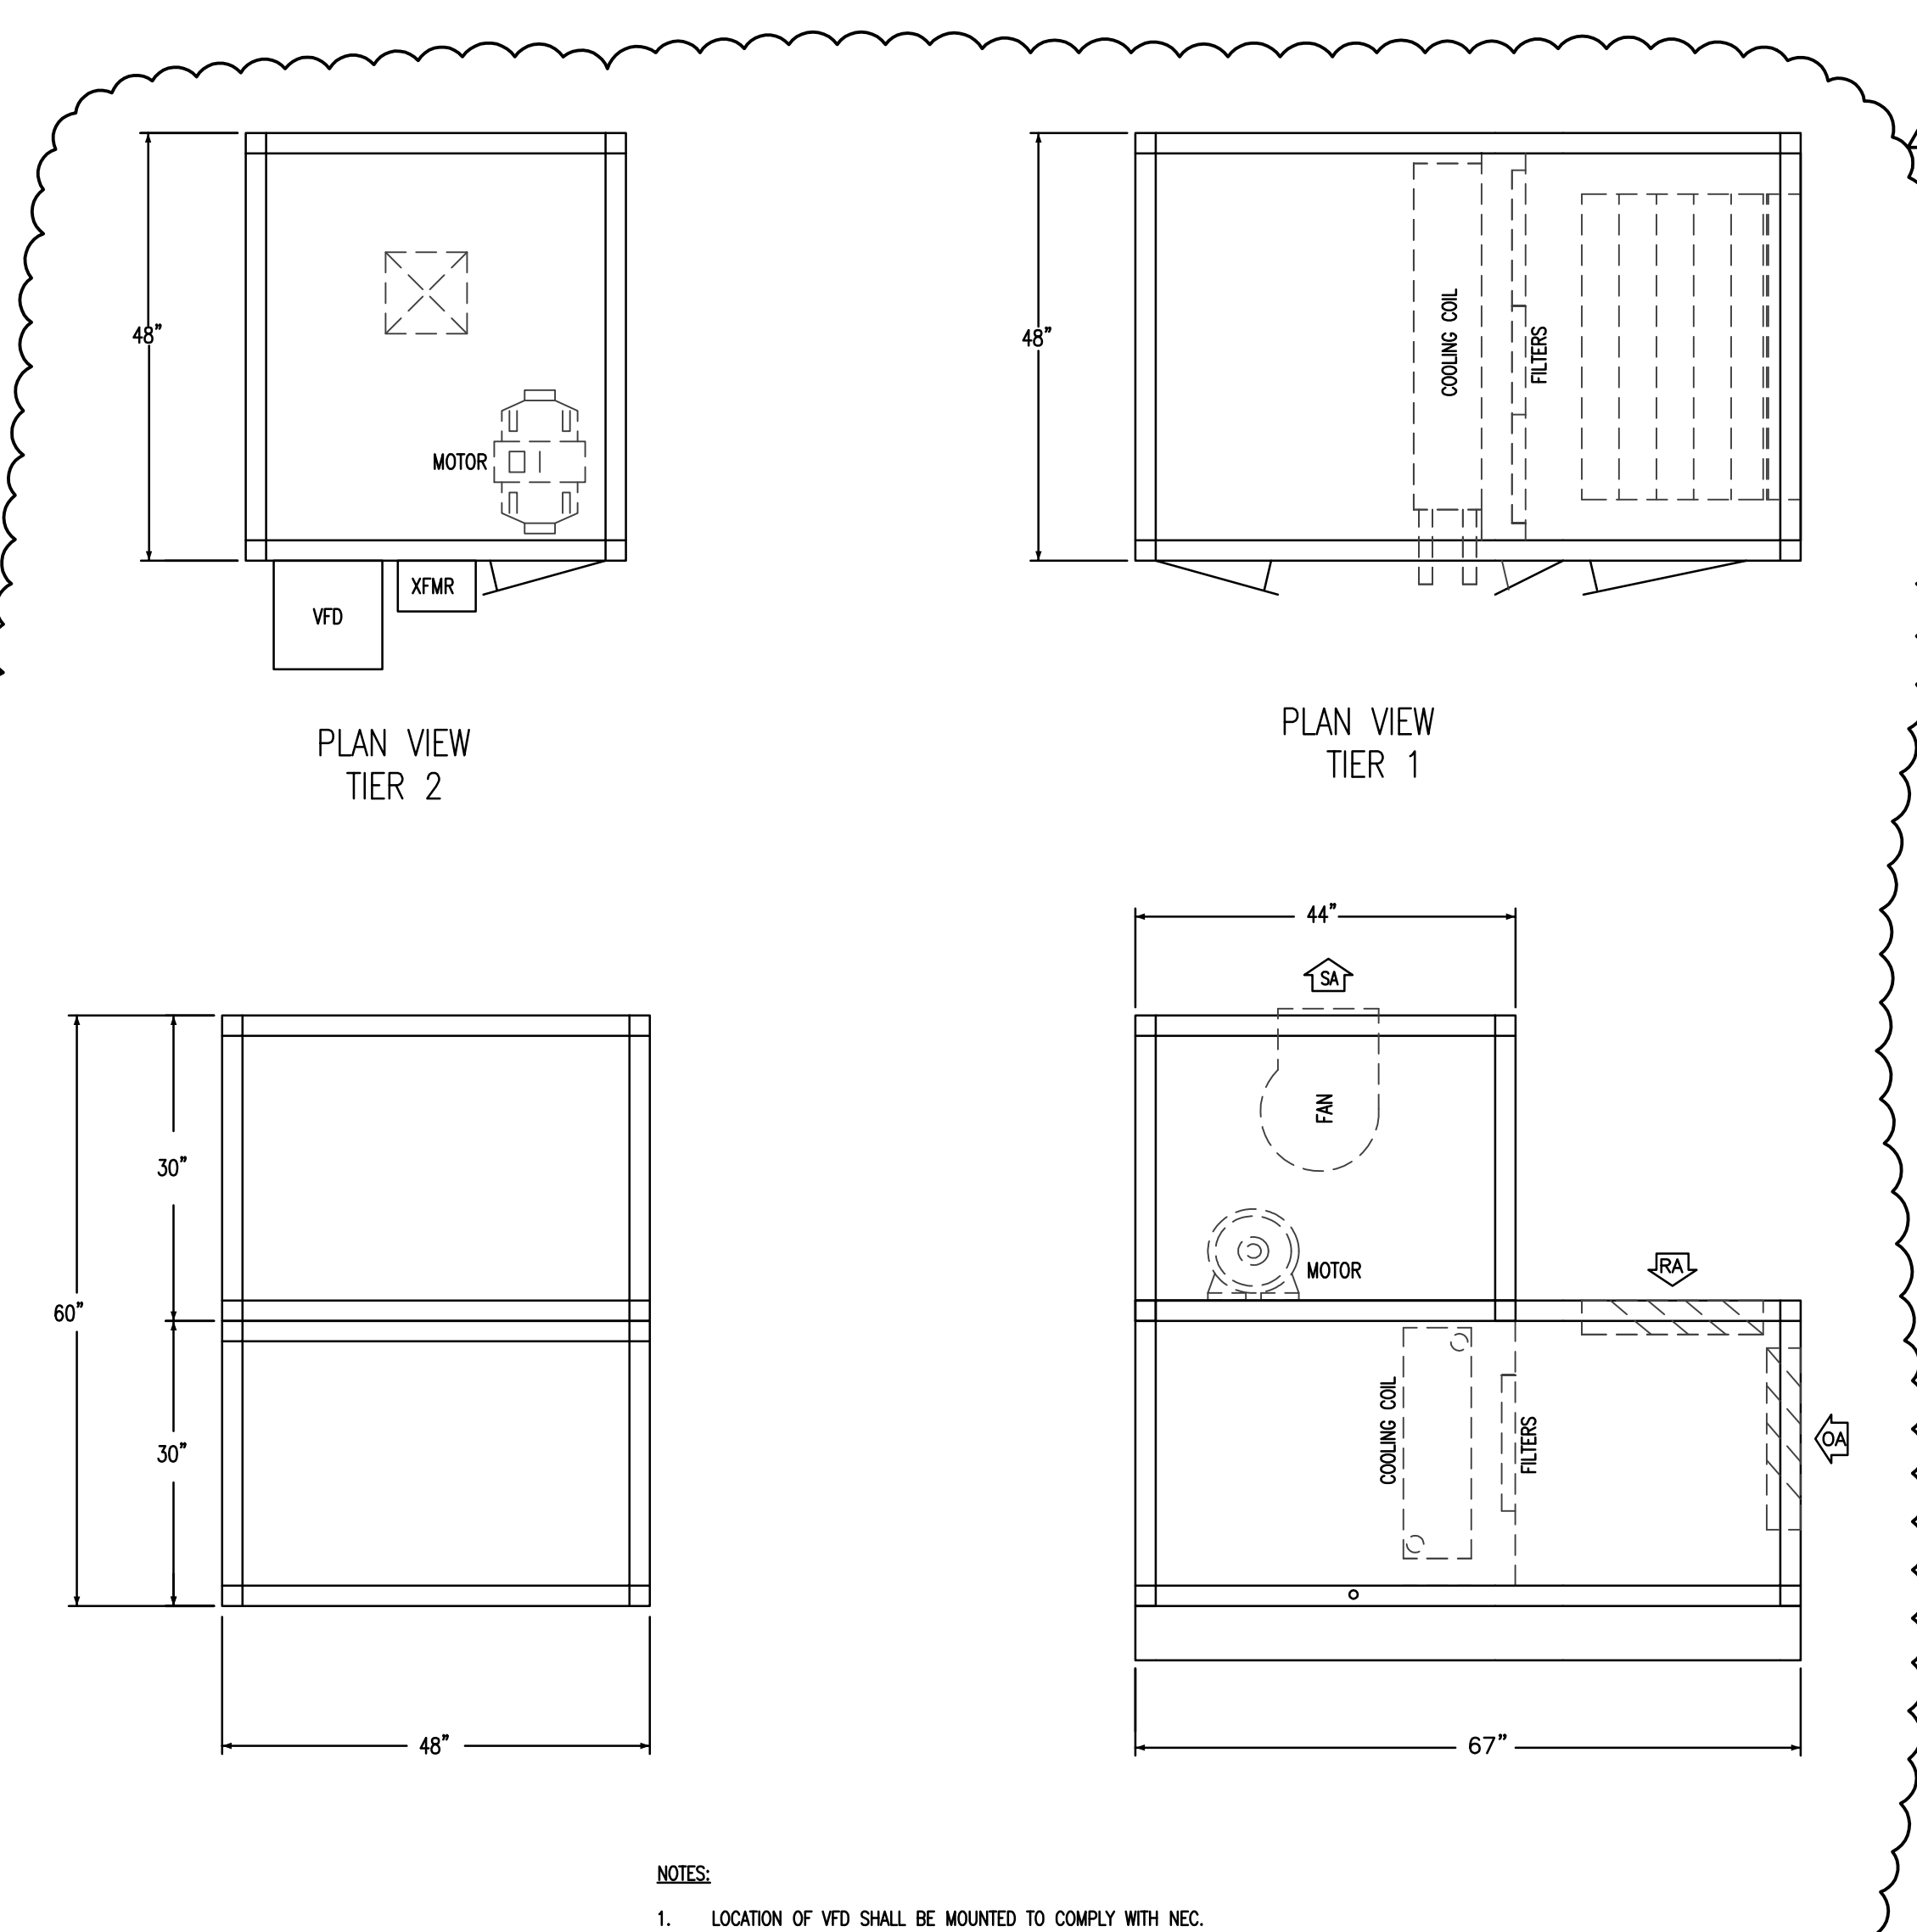 48"
MOTOR
XFMR
VFD
PLAN VIEW
TIER 2
48"
COOLING COIL
FILTERS
PLAN VIEW
TIER 1
60"
30"
30"
48"
44"
SA
FAN
MOTOR
RA
COOLING COIL
FILTERS
OA
67"
NOTES:
1. LOCATION OF VFD SHALL BE MOUNTED TO COMPLY WITH NEC.